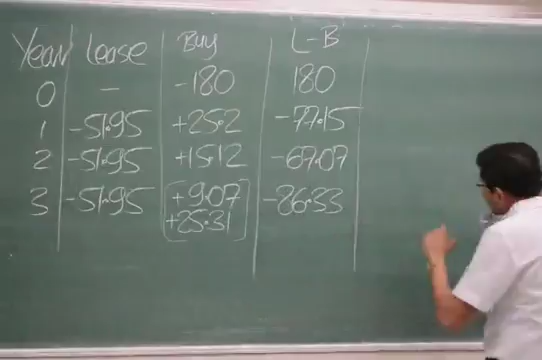 Year Lease Buy L-B
0 - -180 180
1 -51.95 +25.2 -77.15
2 -51.95 +15.12 -67.07
3 -51.95 +9.07 -86.33
+25.31